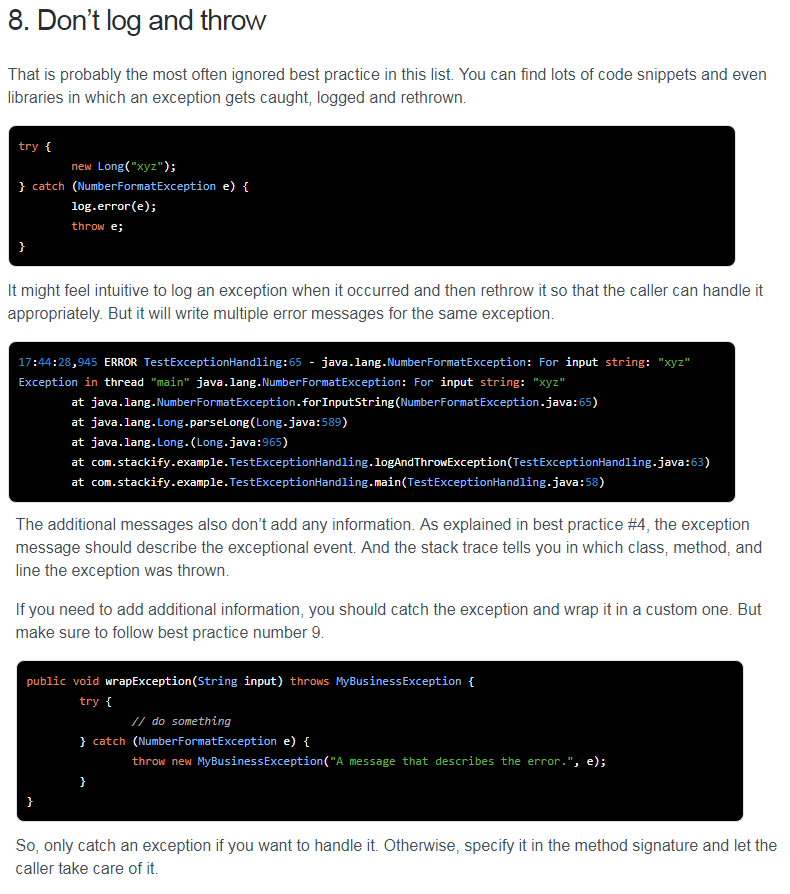 8. Don’t log and throw
That is probably the most often ignored best practice in this list. You can find lots of code snippets and even
libraries in which an exception gets caught, logged and rethrown.
try {
        new Long("xyz");
} catch (NumberFormatException e) {
        log.error(e);
        throw e;
}
It might feel intuitive to log an exception when it occurred and then rethrow it so that the caller can handle it
appropriately. But it will write multiple error messages for the same exception.
17:44:28,945 ERROR TestExceptionHandling:65 - java.lang.NumberFormatException: For input string: "xyz"
Exception in thread "main" java.lang.NumberFormatException: For input string: "xyz"
        at java.lang.NumberFormatException.forInputString(NumberFormatException.java:65)
        at java.lang.Long.parseLong(Long.java:589)
        at java.lang.Long.(Long.java:965)
        at com.stackify.example.TestExceptionHandling.logAndThrowException(TestExceptionHandling.java:63)
        at com.stackify.example.TestExceptionHandling.main(TestExceptionHandling.java:58)
The additional messages also don’t add any information. As explained in best practice #4, the exception
message should describe the exceptional event. And the stack trace tells you in which class, method, and
line the exception was thrown.
If you need to add additional information, you should catch the exception and wrap it in a custom one. But
make sure to follow best practice number 9.
public void wrapException(String input) throws MyBusinessException {
        try {
                // do something
        } catch (NumberFormatException e) {
                throw new MyBusinessException("A message that describes the error.", e);
        }
}
So, only catch an exception if you want to handle it. Otherwise, specify it in the method signature and let the
caller take care of it.